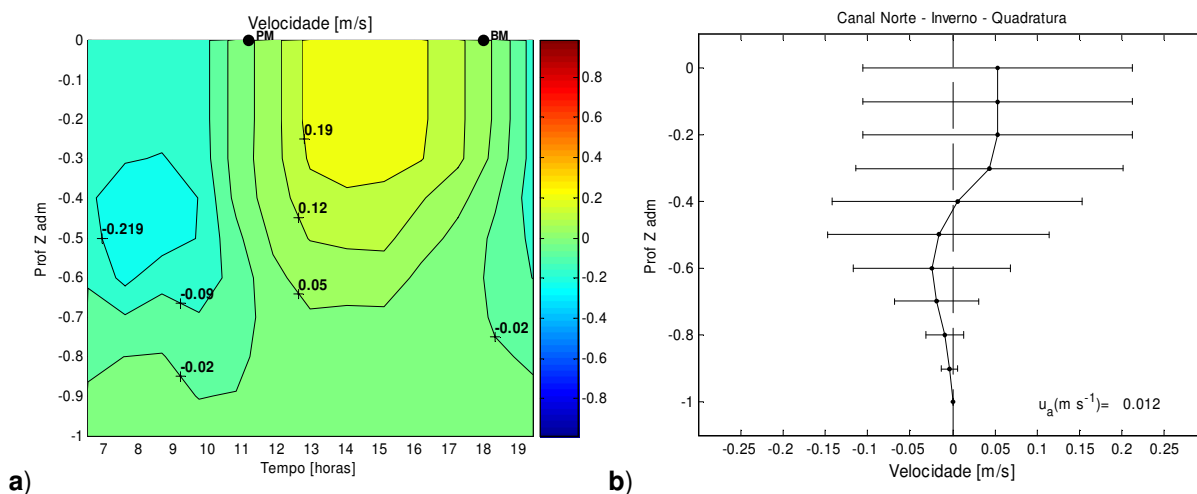 Velocidade [m/s]
PM
BM
0
-0.1
-0.2
-0.3
-0.4
-0.5
-0.6
-0.7
-0.8
-0.9
-1
Prof Z adm
0.19
0.12
-0.219
0.05
-0.09
-0.02
-0.02
7 8 9 10 11 12 13 14 15 16 17 18 19
Tempo [horas]
0.8
0.6
0.4
0.2
0
-0.2
-0.4
-0.6
-0.8
a)
Canal Norte - Inverno - Quadratura
0
-0.2
-0.4
-0.6
-0.8
-1
Prof Z adm
u_a(m s⁻¹)= 0.012
-0.25 -0.2 -0.15 -0.1 -0.05 0 0.05 0.1 0.15 0.2 0.25
Velocidade [m/s]
b)